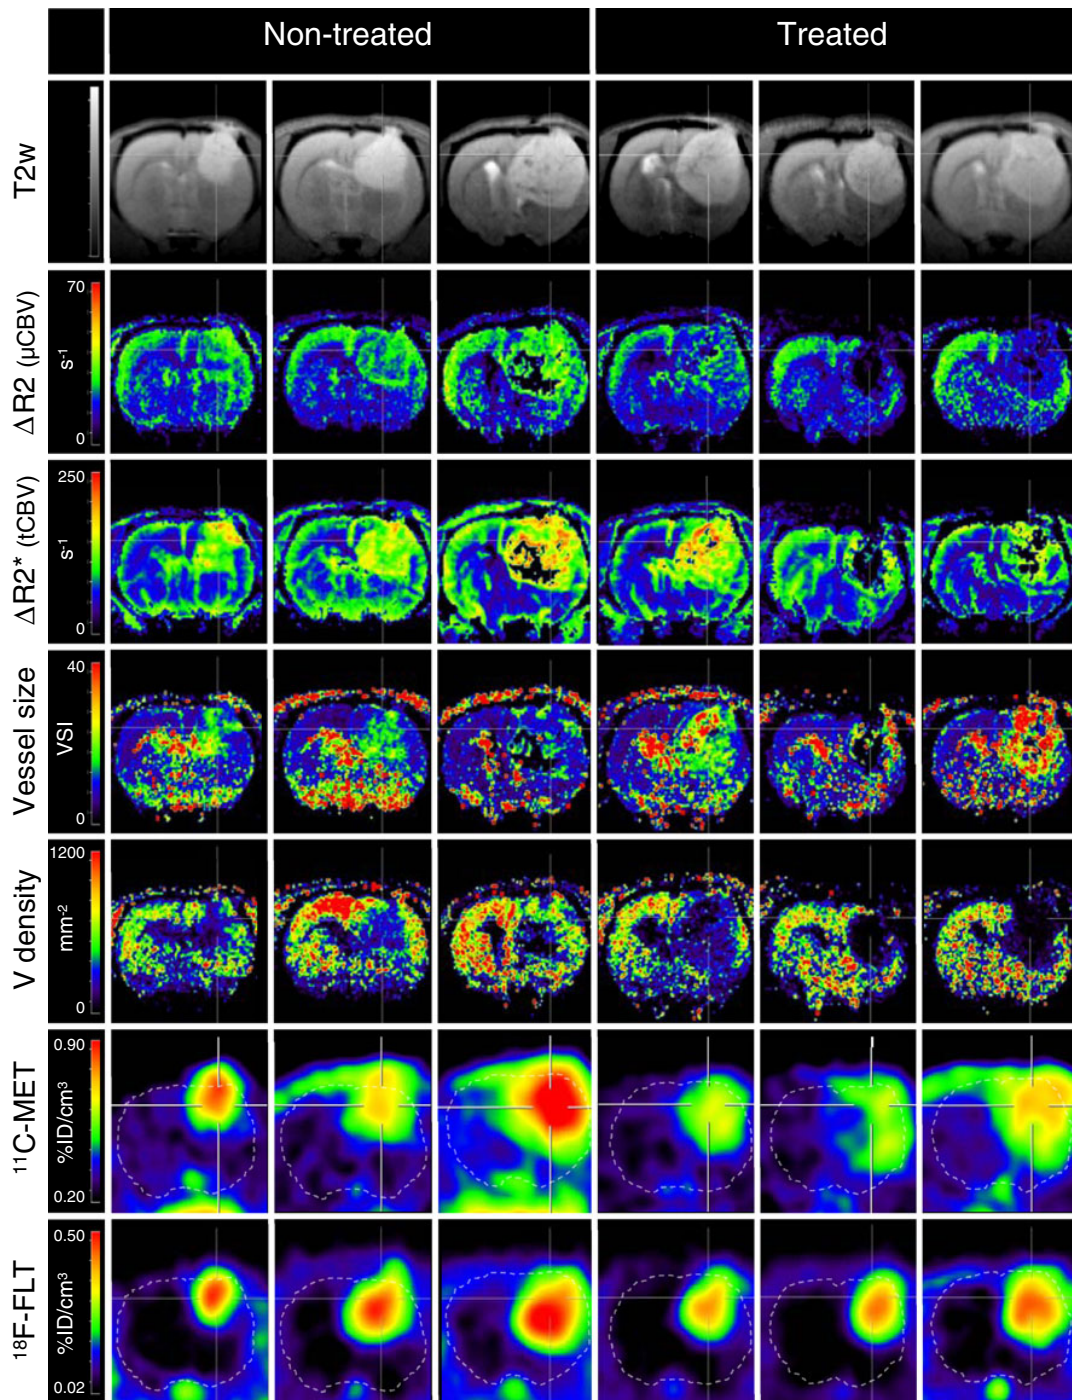 Non-treated Treated
T2w
ΔR2 (µCBV)
70
s⁻¹
0
ΔR2* (tCBV)
250
s⁻¹
0
Vessel size
40
VSI
0
V density
1200
mm⁻²
0
¹¹C-MET
0.90
%ID/cm³
0.20
¹⁸F-FLT
0.50
%ID/cm³
0.02